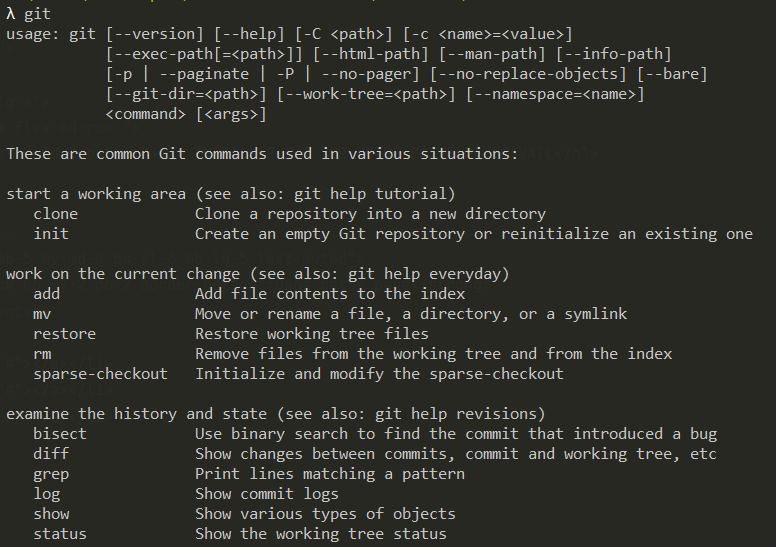 λ git
usage: git [--version] [--help] [-C <path>] [-c <name>=<value>]
           [--exec-path[=<path>]] [--html-path] [--man-path] [--info-path]
           [-p | --paginate | -P | --no-pager] [--no-replace-objects] [--bare]
           [--git-dir=<path>] [--work-tree=<path>] [--namespace=<name>]
           <command> [<args>]

These are common Git commands used in various situations:

start a working area (see also: git help tutorial)
   clone             Clone a repository into a new directory
   init              Create an empty Git repository or reinitialize an existing one

work on the current change (see also: git help everyday)
   add               Add file contents to the index
   mv                Move or rename a file, a directory, or a symlink
   restore           Restore working tree files
   rm                Remove files from the working tree and from the index
   sparse-checkout   Initialize and modify the sparse-checkout

examine the history and state (see also: git help revisions)
   bisect            Use binary search to find the commit that introduced a bug
   diff              Show changes between commits, commit and working tree, etc
   grep              Print lines matching a pattern
   log               Show commit logs
   show              Show various types of objects
   status            Show the working tree status